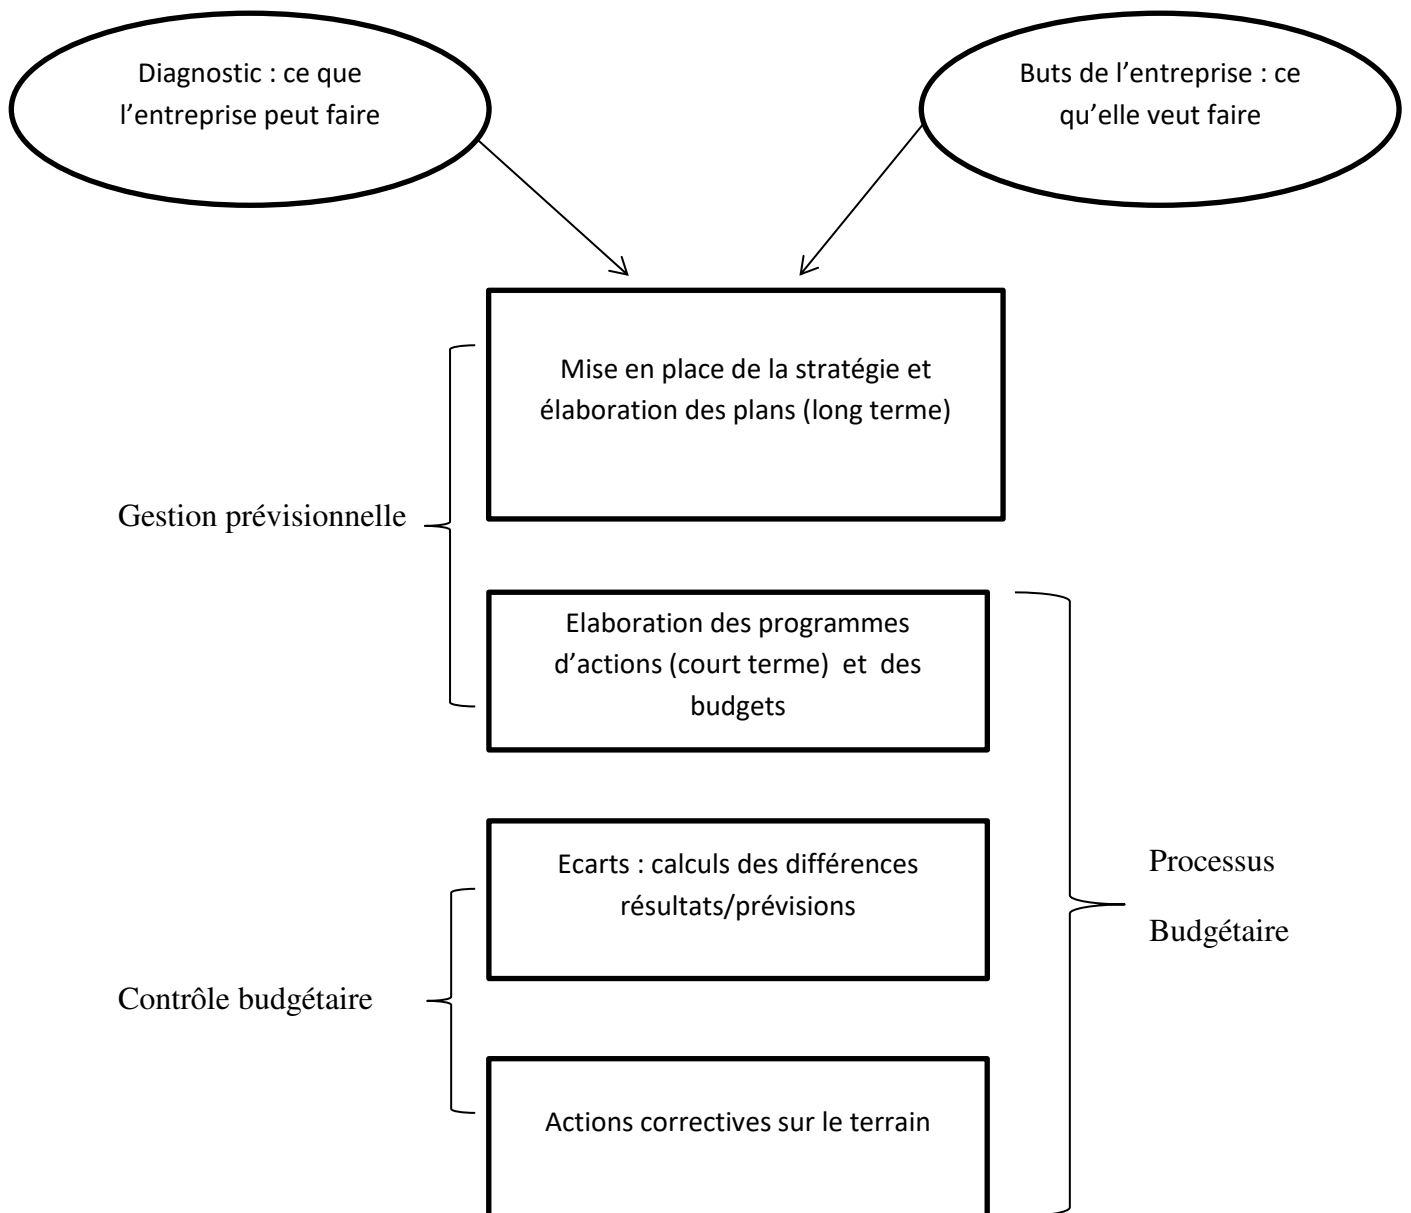 Diagnostic : ce que
l’entreprise peut faire
Buts de l’entreprise : ce
qu’elle veut faire
Mise en place de la stratégie et
élaboration des plans (long terme)
Gestion prévisionnelle
Elaboration des programmes
d’actions (court terme)  et  des
budgets
Ecarts : calculs des différences
résultats/prévisions
Processus
Budgétaire
Contrôle budgétaire
Actions correctives sur le terrain